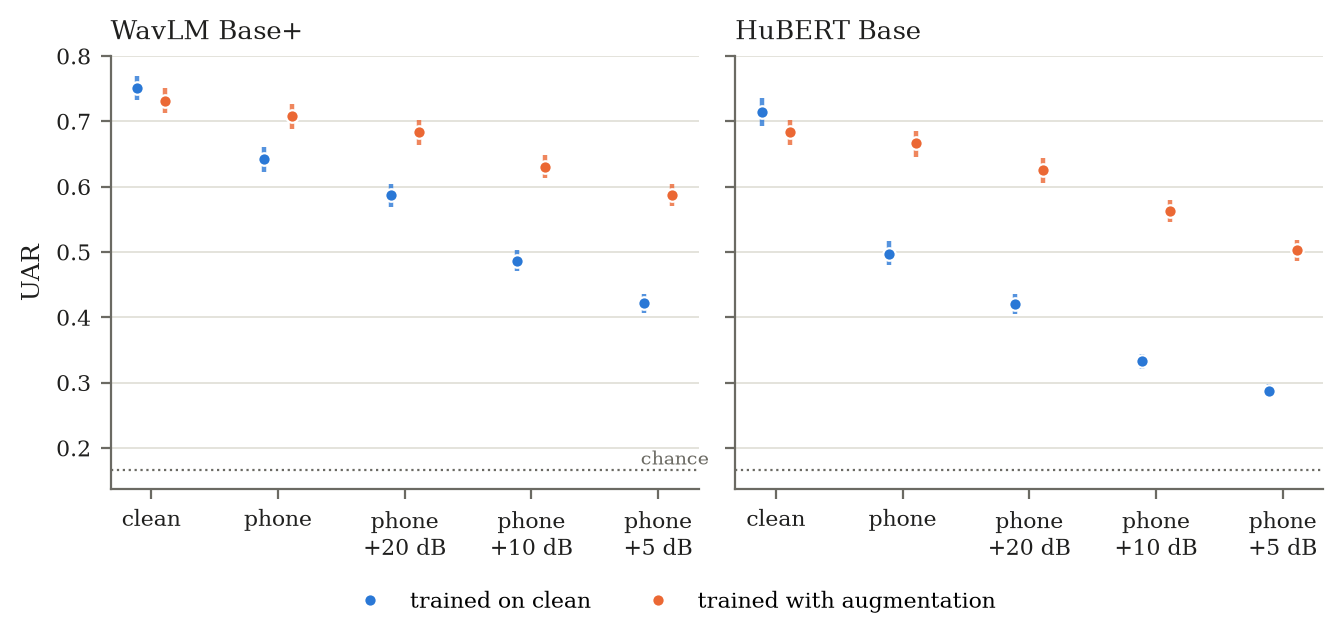 WavLM Base+
HuBERT Base
UAR
0.8
0.7
0.6
0.5
0.4
0.3
0.2
chance
clean
phone
phone
+20 dB
phone
+10 dB
phone
+5 dB
clean
phone
phone
+20 dB
phone
+10 dB
phone
+5 dB
trained on clean
trained with augmentation